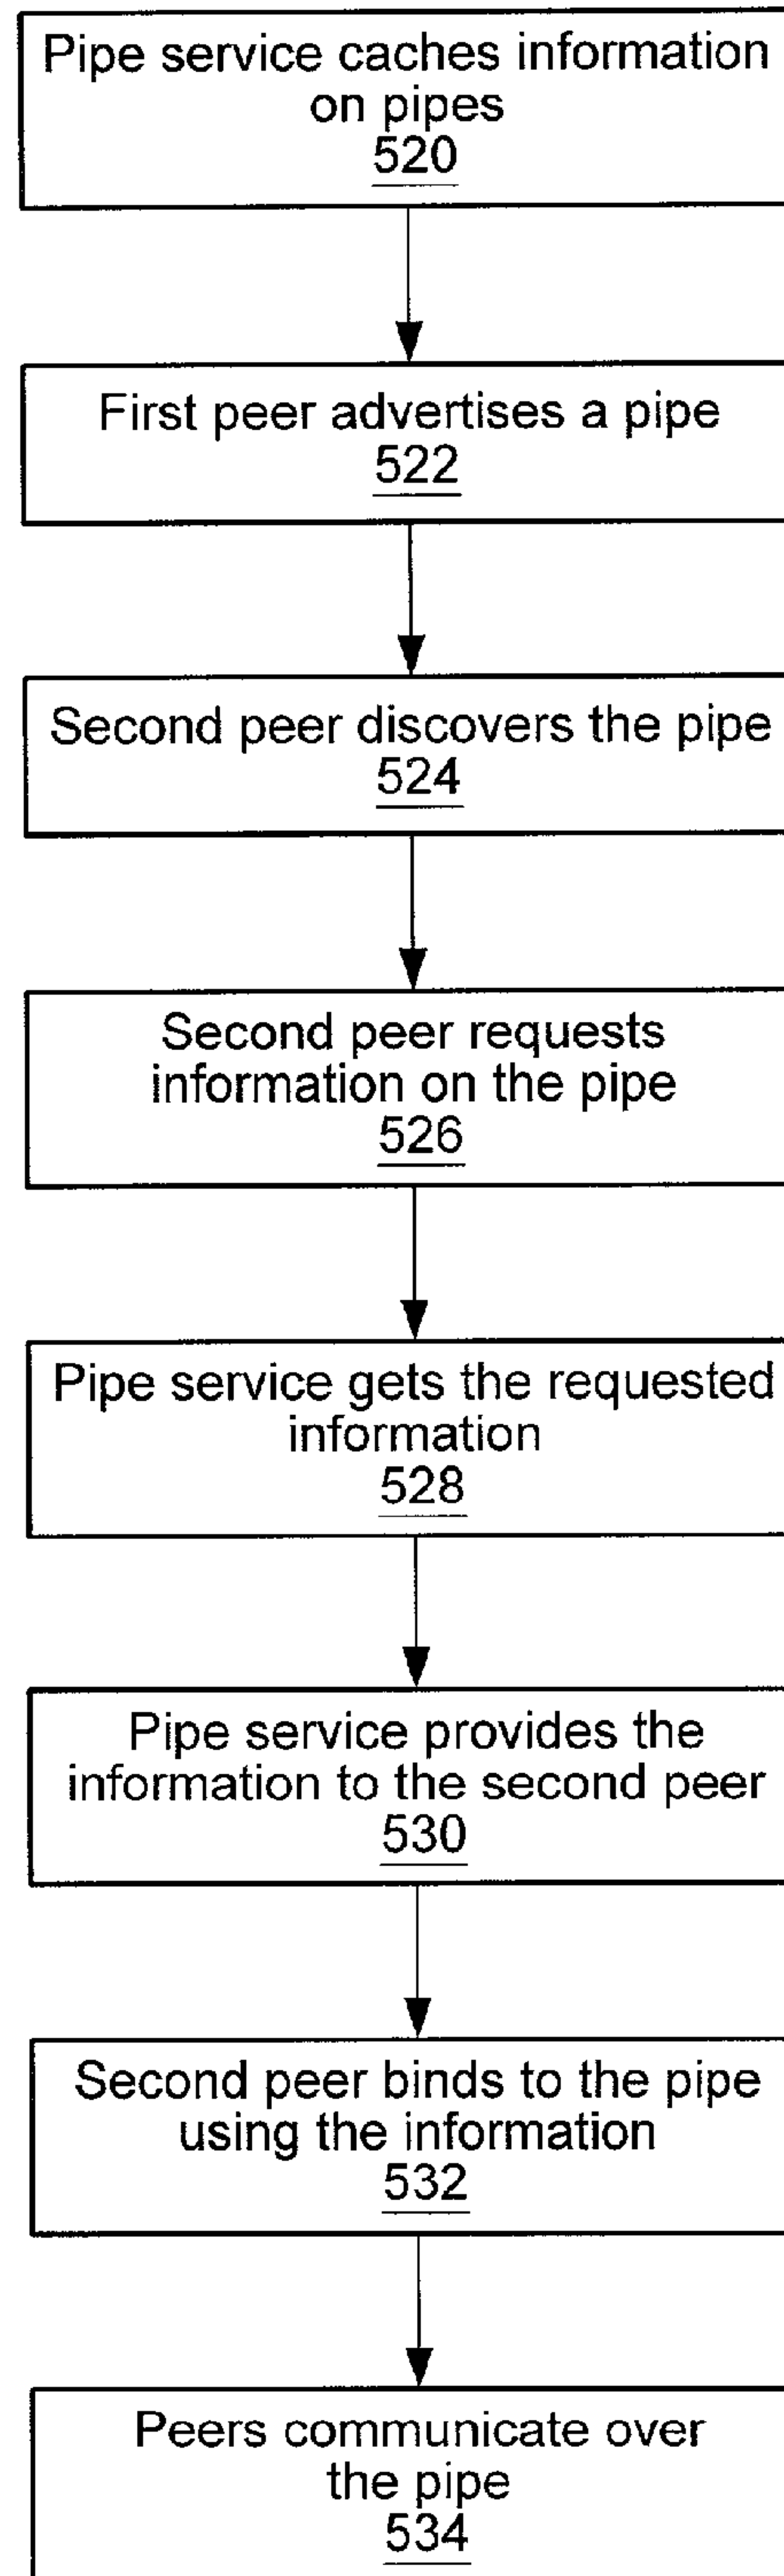 Pipe service caches information
on pipes
520
First peer advertises a pipe
522
Second peer discovers the pipe
524
Second peer requests
information on the pipe
526
Pipe service gets the requested
information
528
Pipe service provides the
information to the second peer
530
Second peer binds to the pipe
using the information
532
Peers communicate over
the pipe
534